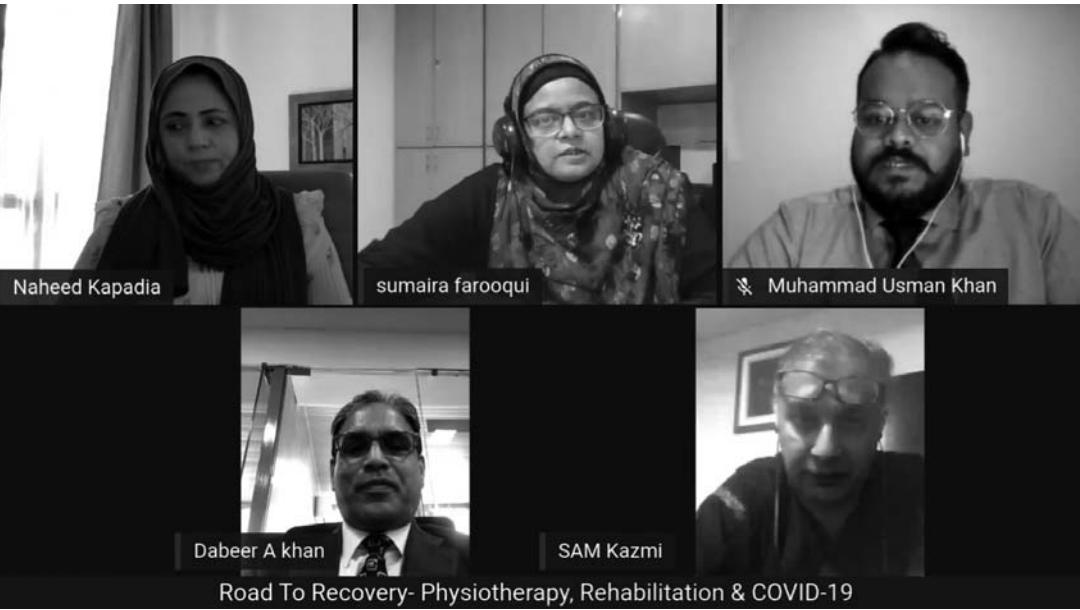 Naheed Kapadia
sumaira farooqui
Muhammad Usman Khan
Dabeer A khan
SAM Kazmi
Road To Recovery- Physiotherapy, Rehabilitation & COVID-19